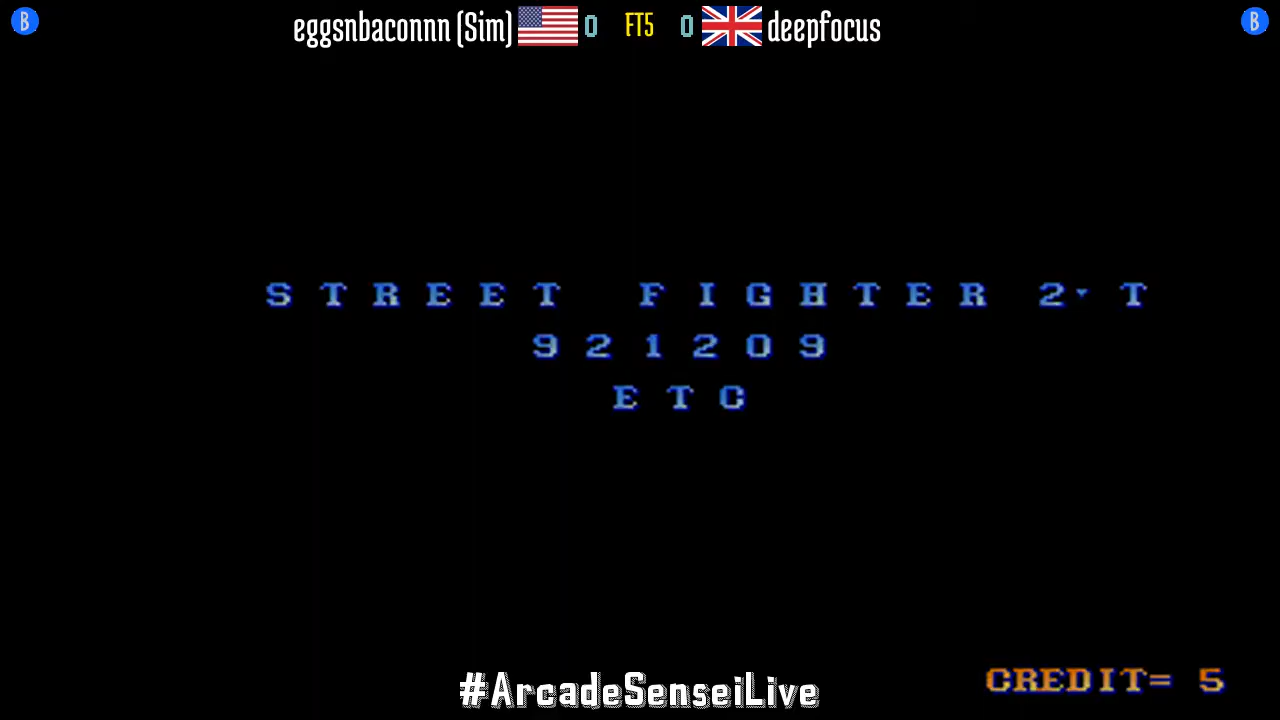 B eggsnbaconnn (Sim) 0 FT5 0 deepfocus B
STREET FIGHTER 2' T
921209
ETC
#ArcadeSenseiLive
CREDIT= 5